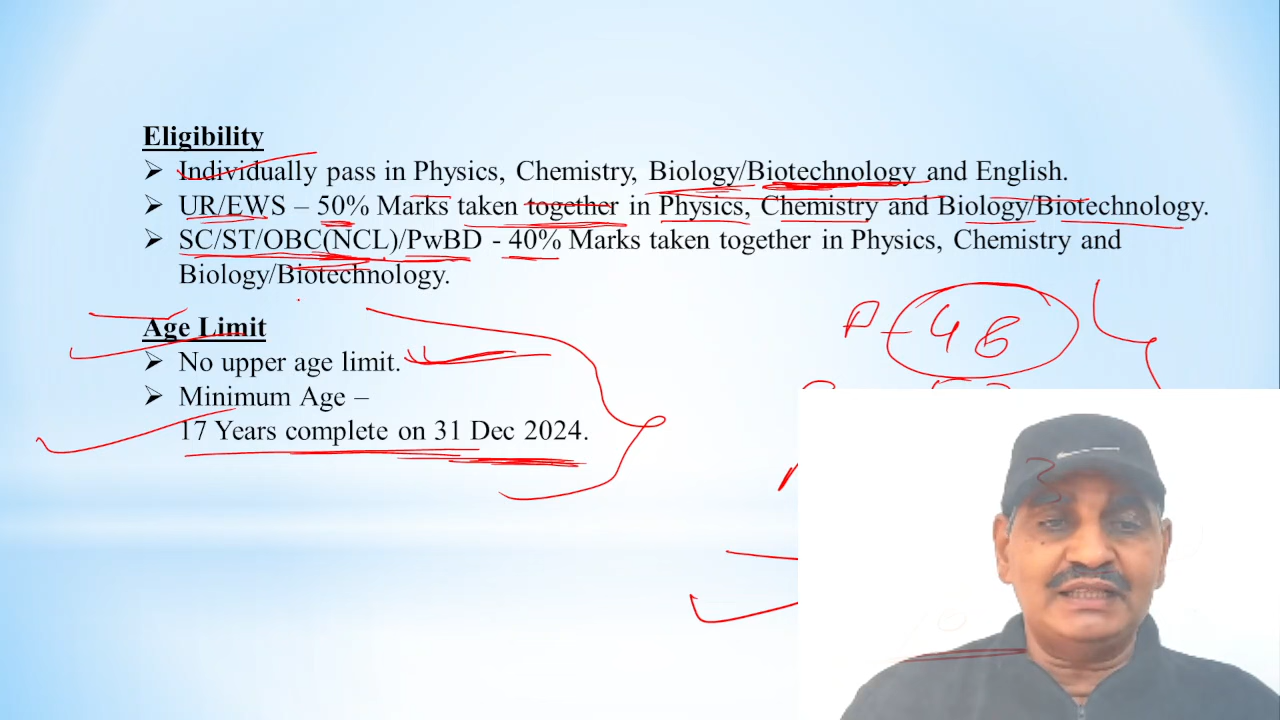 Eligibility
➢ Individually pass in Physics, Chemistry, Biology/Biotechnology and English.
➢ UR/EWS – 50% Marks taken together in Physics, Chemistry and Biology/Biotechnology.
➢ SC/ST/OBC(NCL)/PwBD - 40% Marks taken together in Physics, Chemistry and
Biology/Biotechnology.
P - 46
Age Limit
➢ No upper age limit.
➢ Minimum Age –
17 Years complete on 31 Dec 2024.